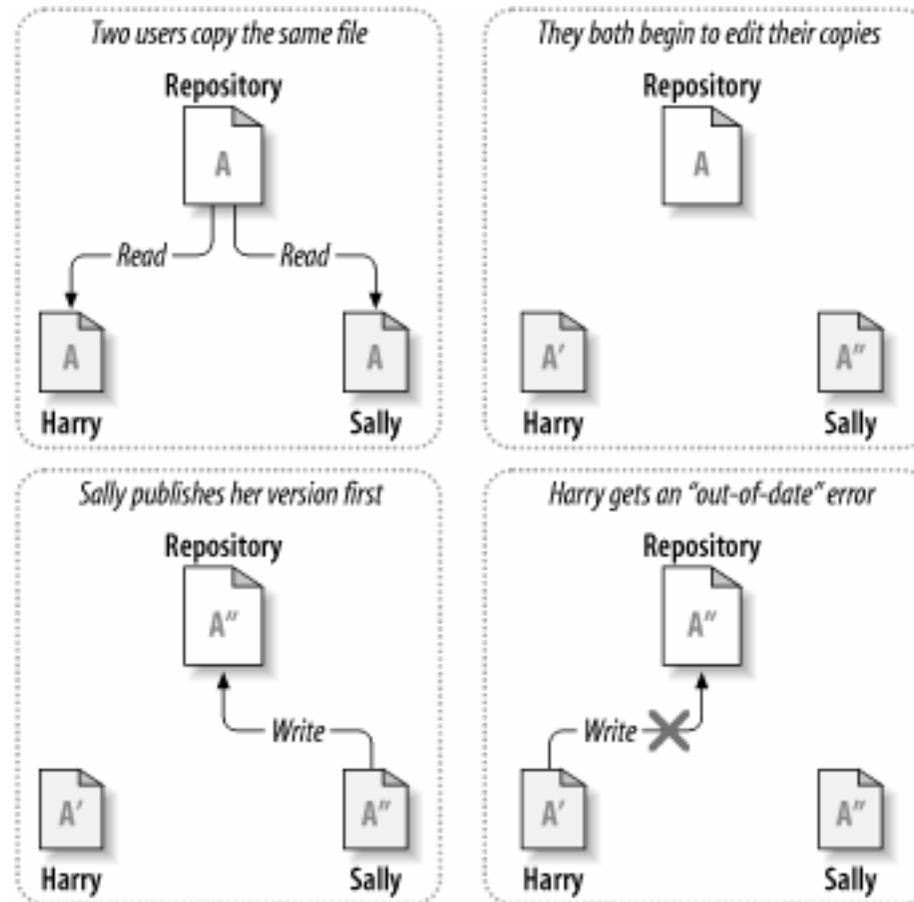 Two users copy the same file
Repository
A
Read Read
A A
Harry Sally
They both begin to edit their copies
Repository
A
A′ A″
Harry Sally
Sally publishes her version first
Repository
A″
Write
A′ A″
Harry Sally
Harry gets an “out-of-date” error
Repository
A″
Write
A′ A″
Harry Sally